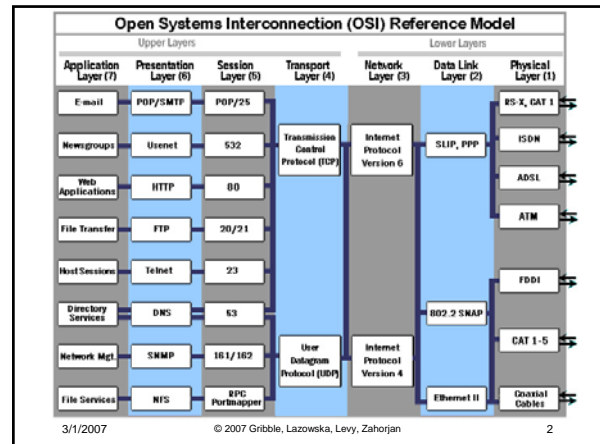 Open Systems Interconnection (OSI) Reference Model
Upper Layers
Lower Layers
Application Layer (7)
Presentation Layer (6)
Session Layer (5)
Transport Layer (4)
Network Layer (3)
Data Link Layer (2)
Physical Layer (1)
E-mail
POP/SMTP
POP/25
RS-X, CAT 1
Newsgroups
Usenet
532
Transmission
Control
Protocol (TCP)
Internet
Protocol
Version 6
SLIP, PPP
ISDN
Web
Applications
HTTP
80
ADSL
File Transfer
FTP
20/21
ATM
Host Sessions
Telnet
23
FDDI
Directory
Services
DNS
53
802.2 SNAP
Network Mgt.
SNMP
161/162
User
Datagram
Protocol (UDP)
Internet
Protocol
Version 4
CAT 1-5
File Services
NFS
RPC
Portmapper
Ethernet II
Coaxial
Cables
3/1/2007
© 2007 Gribble, Lazowska, Levy, Zahorjan
2